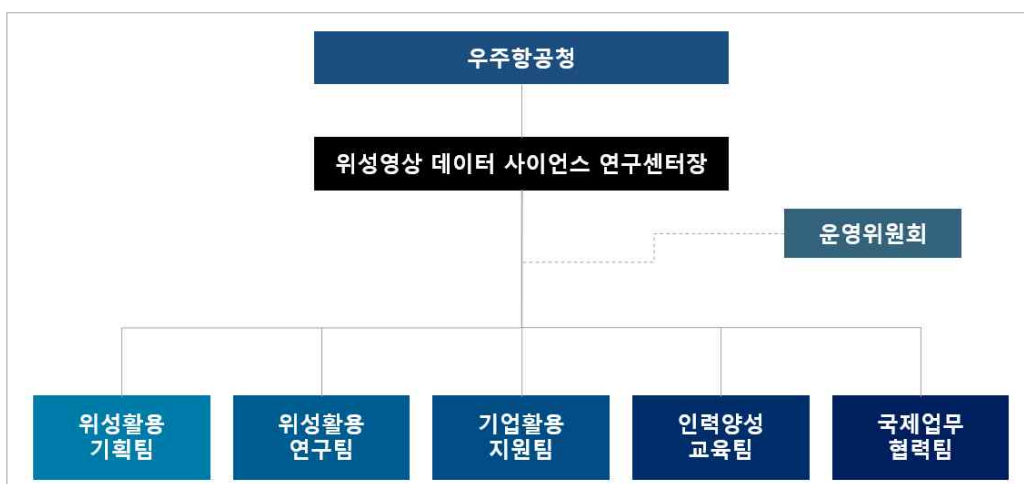 우주항공청
위성영상 데이터 사이언스 연구센터장
운영위원회
위성활용
기획팀
위성활용
연구팀
기업활용
지원팀
인력양성
교육팀
국제업무
협력팀